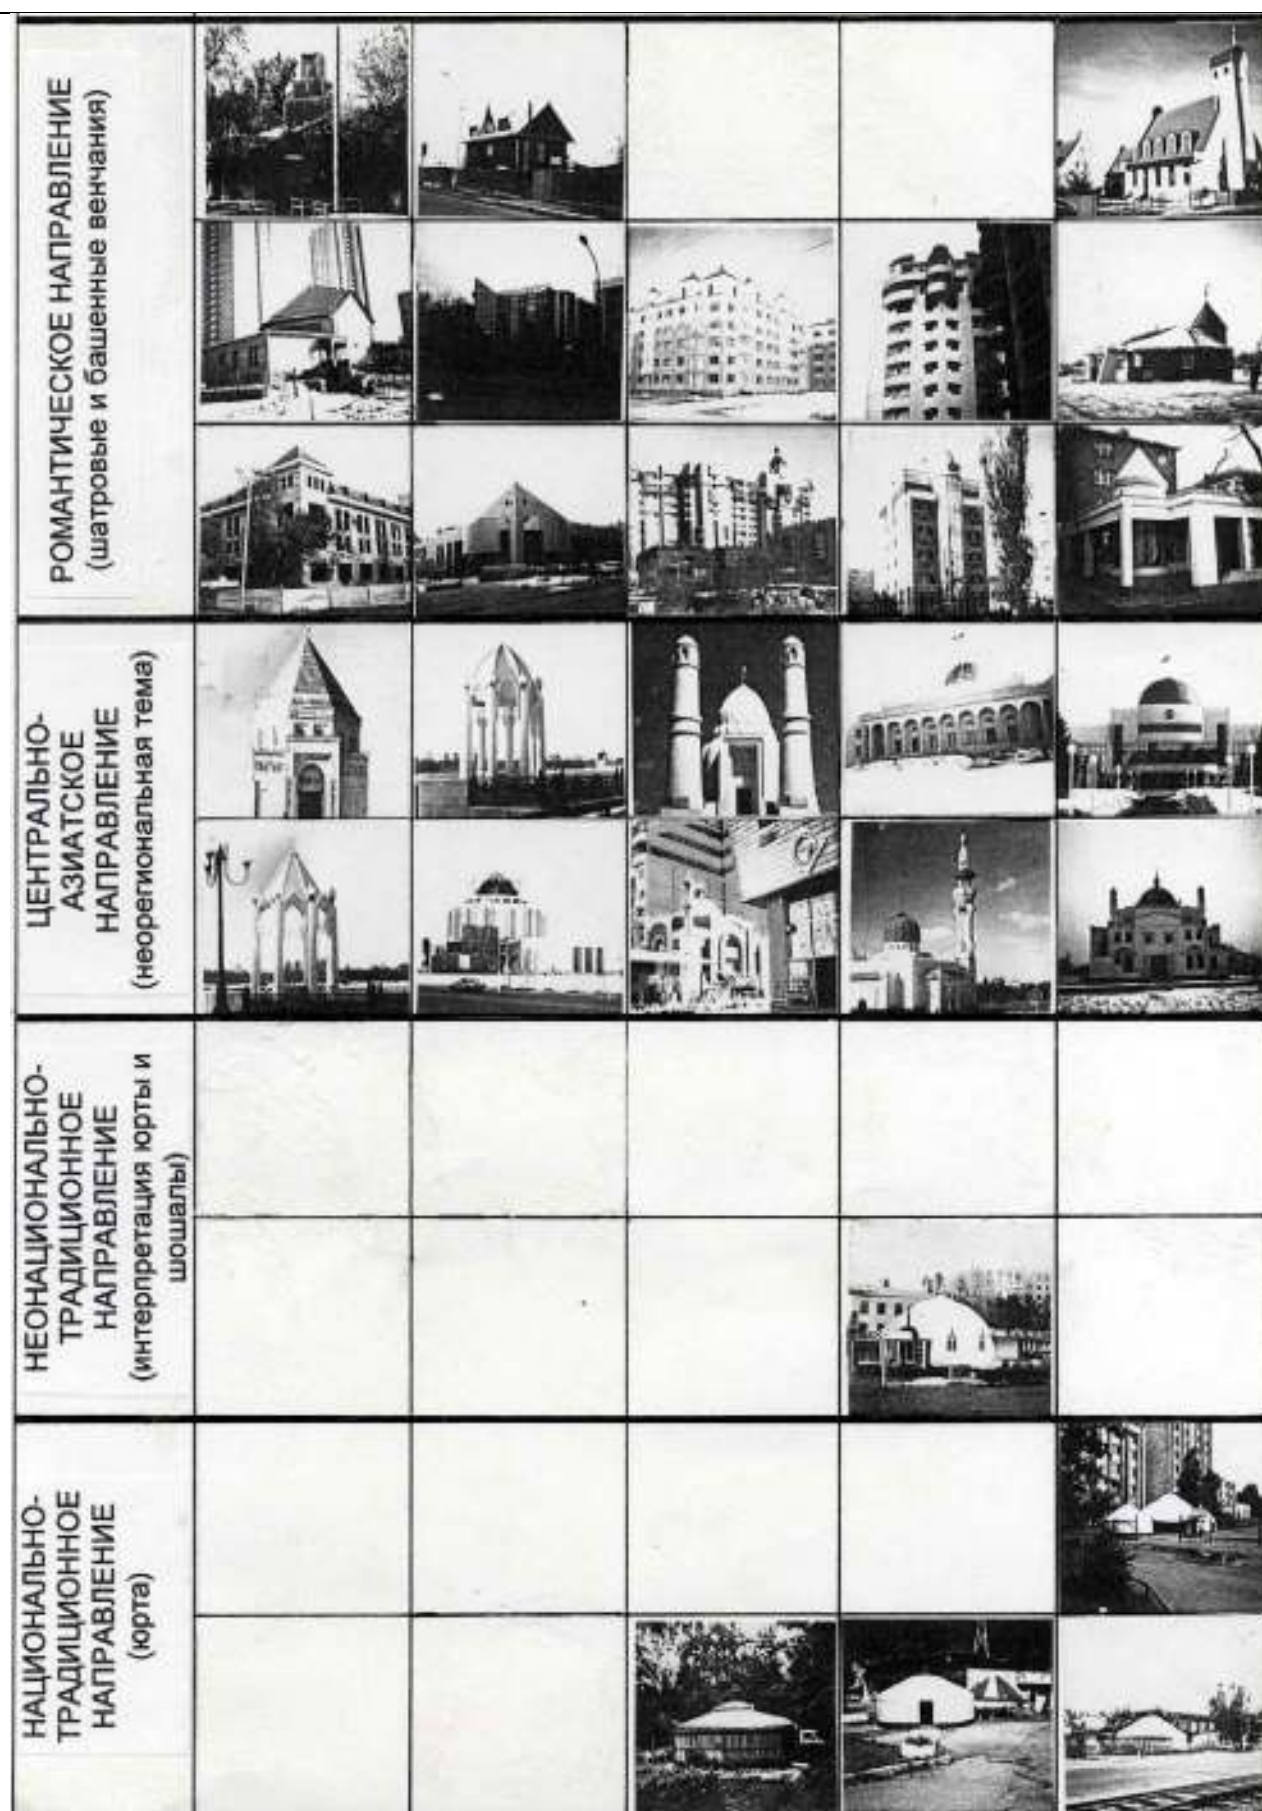 РОМАНТИЧЕСКОЕ НАПРАВЛЕНИЕ
(шатровые и башенные венчания)
ЦЕНТРАЛЬНО-
АЗИАТСКОЕ
НАПРАВЛЕНИЕ
(неорегиональная тема)
НЕОНАЦИОНАЛЬНО-
ТРАДИЦИОННОЕ
НАПРАВЛЕНИЕ
(интерпретация юрты и
шошалы)
НАЦИОНАЛЬНО-
ТРАДИЦИОННОЕ
НАПРАВЛЕНИЕ
(юрта)